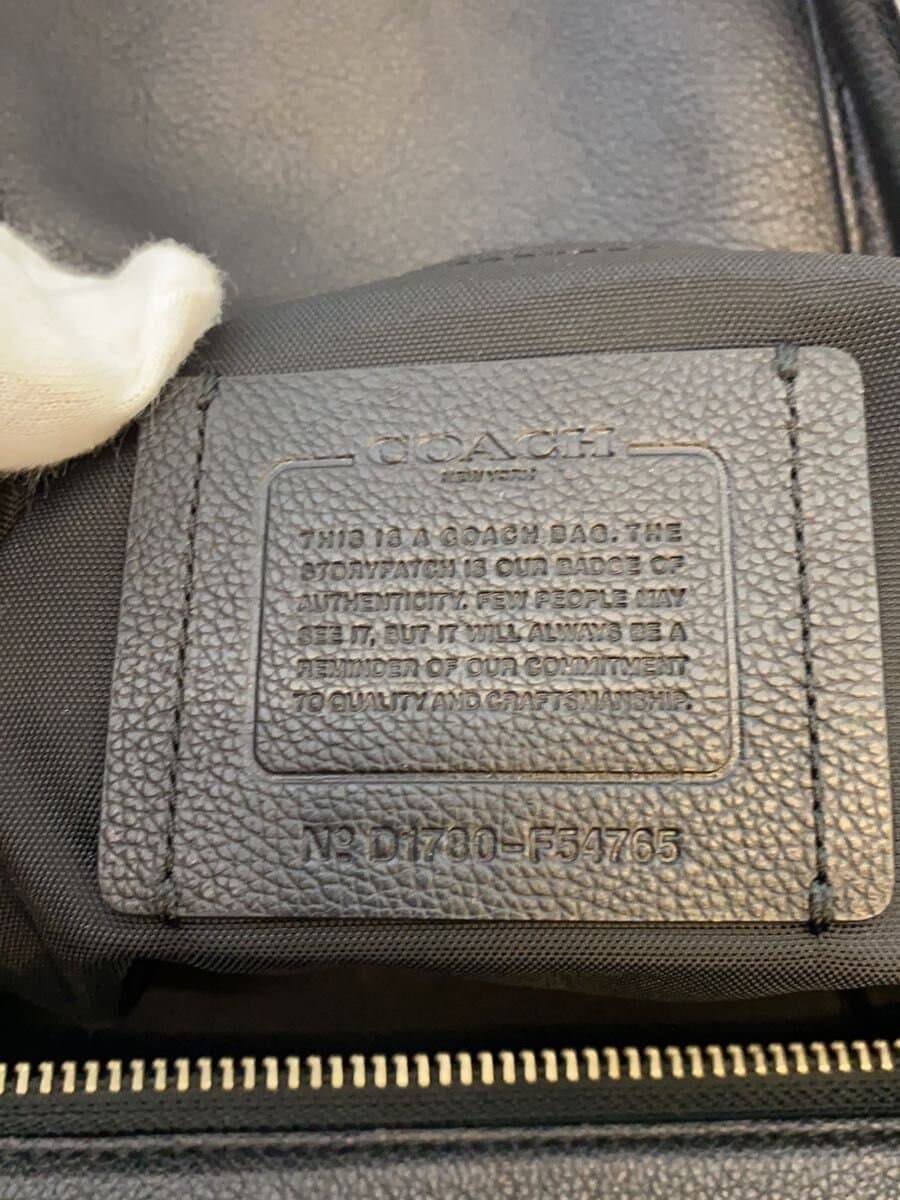 COACH
NEW YORK
THIS IS A COACH BAG. THE
STORYPATCH IS OUR BADGE OF
AUTHENTICITY. FEW PEOPLE MAY
SEE IT, BUT IT WILL ALWAYS BE A
REMINDER OF OUR COMMITMENT
TO QUALITY AND CRAFTSMANSHIP.
Nº D1780-F54765